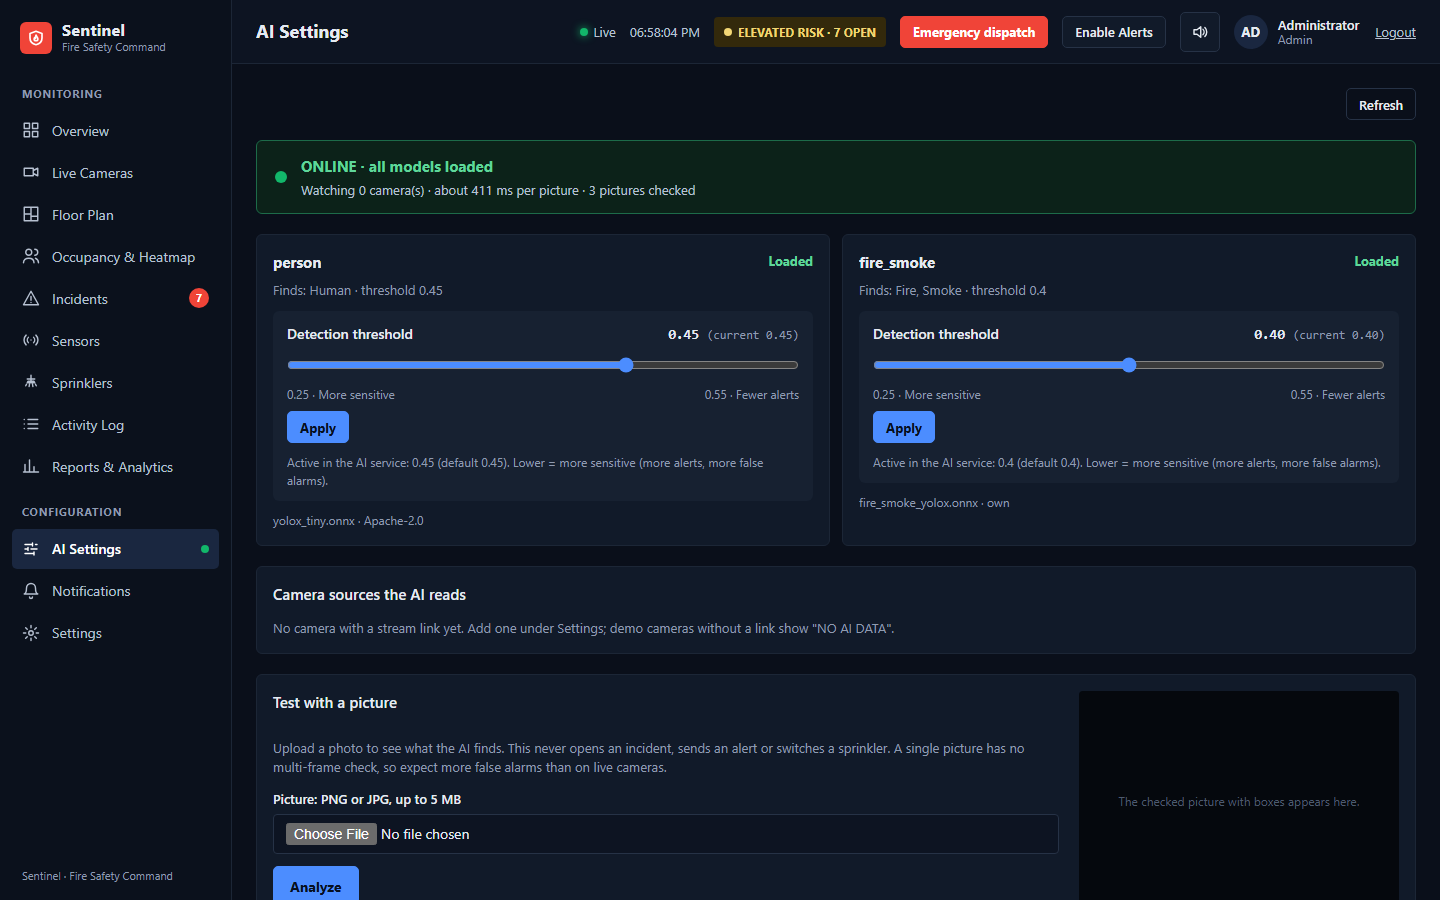 Sentinel
Fire Safety Command
MONITORING
Overview
Live Cameras
Floor Plan
Occupancy & Heatmap
Incidents 7
Sensors
Sprinklers
Activity Log
Reports & Analytics
CONFIGURATION
AI Settings
Notifications
Settings
Sentinel · Fire Safety Command
AI Settings
Live 06:58:04 PM ELEVATED RISK · 7 OPEN Emergency dispatch Enable Alerts AD Administrator Logout
Admin
Refresh
ONLINE · all models loaded
Watching 0 camera(s) · about 411 ms per picture · 3 pictures checked
person Loaded
Finds: Human · threshold 0.45
Detection threshold 0.45 (current 0.45)
0.25 · More sensitive 0.55 · Fewer alerts
Apply
Active in the AI service: 0.45 (default 0.45). Lower = more sensitive (more alerts, more false
alarms).
yolox_tiny.onnx · Apache-2.0
fire_smoke Loaded
Finds: Fire, Smoke · threshold 0.4
Detection threshold 0.40 (current 0.40)
0.25 · More sensitive 0.55 · Fewer alerts
Apply
Active in the AI service: 0.4 (default 0.4). Lower = more sensitive (more alerts, more false alarms).
fire_smoke_yolox.onnx · own
Camera sources the AI reads
No camera with a stream link yet. Add one under Settings; demo cameras without a link show "NO AI DATA".
Test with a picture
Upload a photo to see what the AI finds. This never opens an incident, sends an alert or switches a sprinkler. A single picture has no
multi-frame check, so expect more false alarms than on live cameras.
Picture: PNG or JPG, up to 5 MB
Choose File No file chosen
Analyze
The checked picture with boxes appears here.